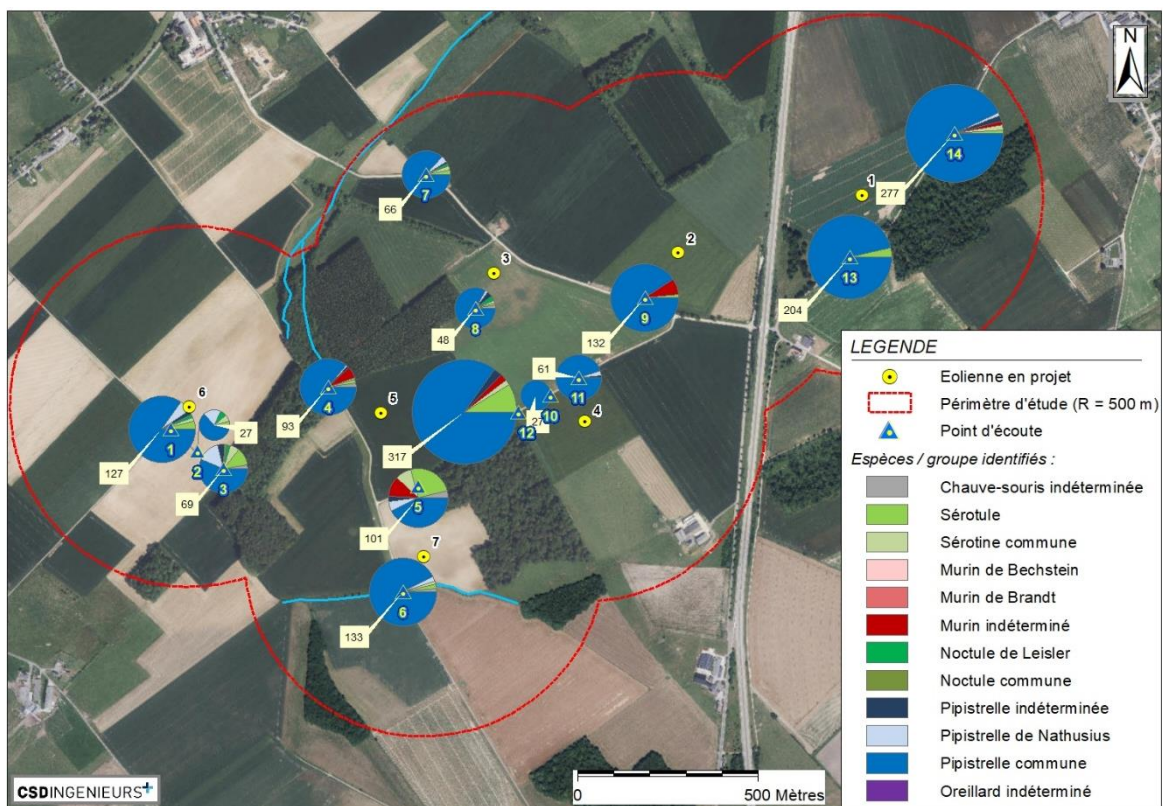 N
14
277
1
7
66
2
3
13
204
9
132
8
48
61
11
4
93
6
5
4
27
10
12
317
1
127
27
2
3
69
5
101
7
6
133
LEGENDE
Eolienne en projet
Périmètre d'étude (R = 500 m)
Point d'écoute
Espèces / groupe identifiés :
Chauve-souris indéterminée
Sérotule
Sérotine commune
Murin de Bechstein
Murin de Brandt
Murin indéterminé
Noctule de Leisler
Noctule commune
Pipistrelle indéterminée
Pipistrelle de Nathusius
Pipistrelle commune
Oreillard indéterminé
CSDINGENIEURS+
0 500 Mètres